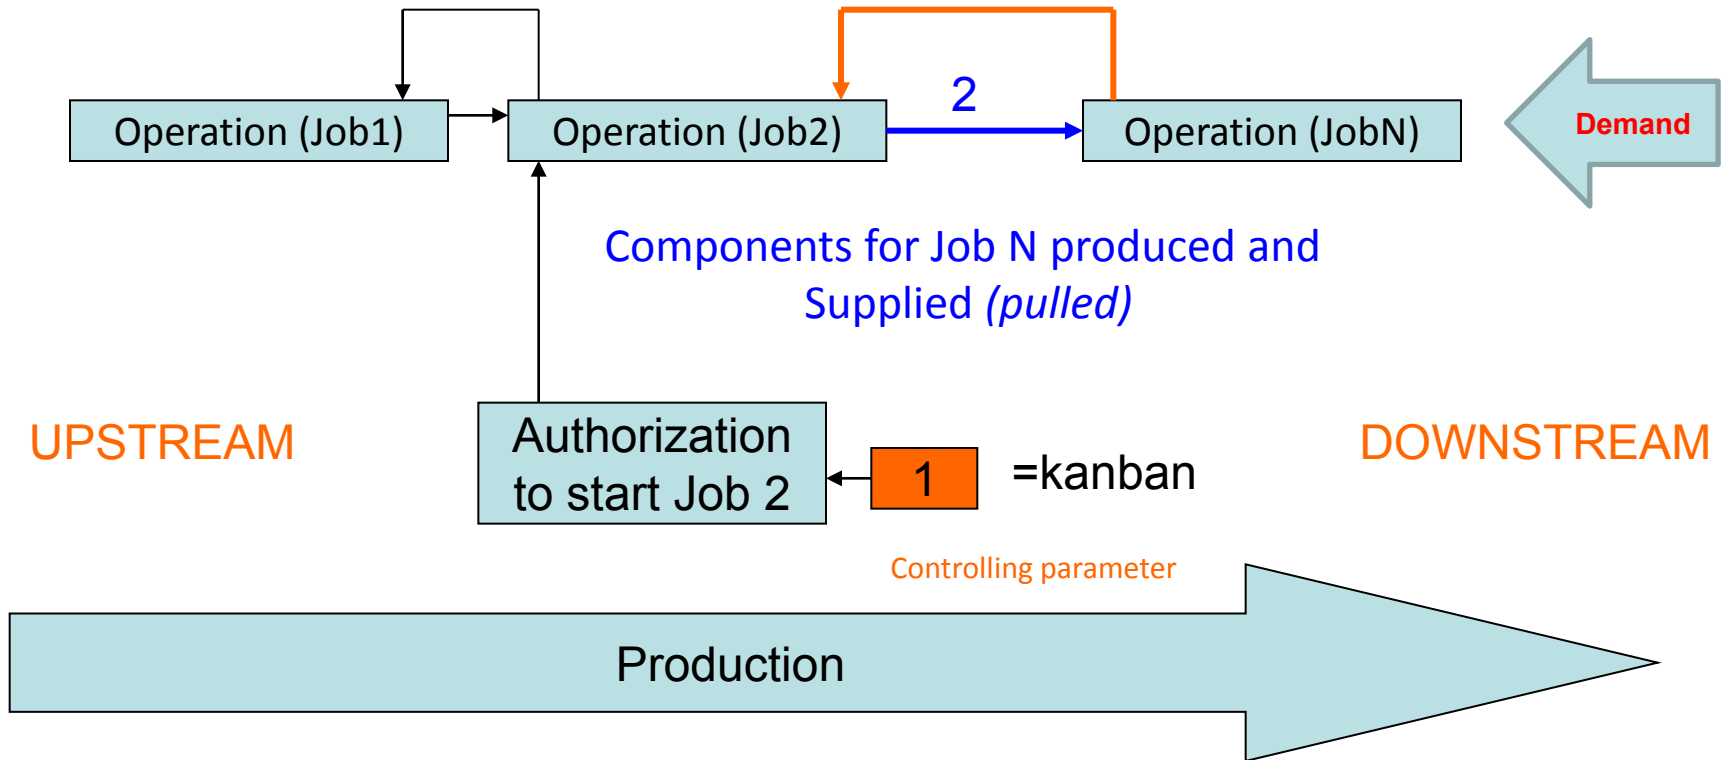 2
Operation (Job1)
Operation (Job2)
Operation (JobN)
Demand
Components for Job N produced and
Supplied (pulled)
UPSTREAM
Authorization
to start Job 2
1
=kanban
DOWNSTREAM
Controlling parameter
Production